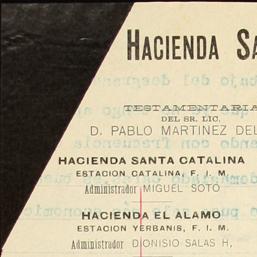 HACIENDA SA
TESTAMENTARIA
DEL SR. LIC.
D. PABLO MARTINEZ DEL
HACIENDA SANTA CATALINA
ESTACION CATALINA, F. I. M.
Administrador MIGUEL SOTO
HACIENDA EL ALAMO
ESTACION YERBANIS, F. I. M.
Administrador DIONISIO SALAS H,